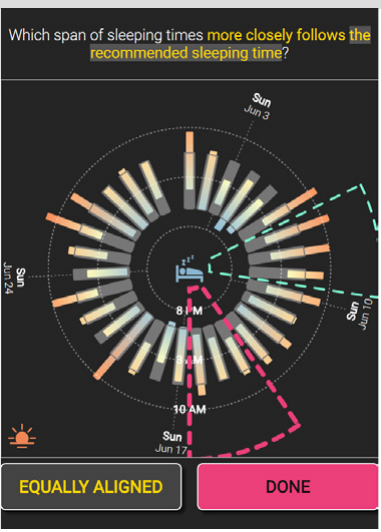 Which span of sleeping times more closely follows the
recommended sleeping time?
Sun
Jun 3
Sun
Jun 24
Sun
Jun 10
8 PM
AM
10 AM
Sun
Jun 17
EQUALLY ALIGNED
DONE